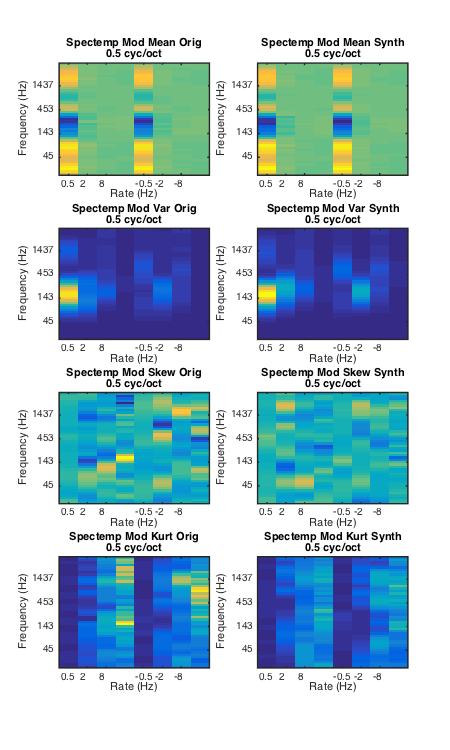 Spectemp Mod Mean Orig
0.5 cyc/oct
Frequency (Hz)
1437
453
143
45
0.5 2 8 -0.5 -2 -8
Rate (Hz)
Spectemp Mod Mean Synth
0.5 cyc/oct
Frequency (Hz)
1437
453
143
45
0.5 2 8 -0.5 -2 -8
Rate (Hz)
Spectemp Mod Var Orig
0.5 cyc/oct
Frequency (Hz)
1437
453
143
45
0.5 2 8 -0.5 -2 -8
Rate (Hz)
Spectemp Mod Var Synth
0.5 cyc/oct
Frequency (Hz)
1437
453
143
45
0.5 2 8 -0.5 -2 -8
Rate (Hz)
Spectemp Mod Skew Orig
0.5 cyc/oct
Frequency (Hz)
1437
453
143
45
0.5 2 8 -0.5 -2 -8
Rate (Hz)
Spectemp Mod Skew Synth
0.5 cyc/oct
Frequency (Hz)
1437
453
143
45
0.5 2 8 -0.5 -2 -8
Rate (Hz)
Spectemp Mod Kurt Orig
0.5 cyc/oct
Frequency (Hz)
1437
453
143
45
0.5 2 8 -0.5 -2 -8
Rate (Hz)
Spectemp Mod Kurt Synth
0.5 cyc/oct
Frequency (Hz)
1437
453
143
45
0.5 2 8 -0.5 -2 -8
Rate (Hz)